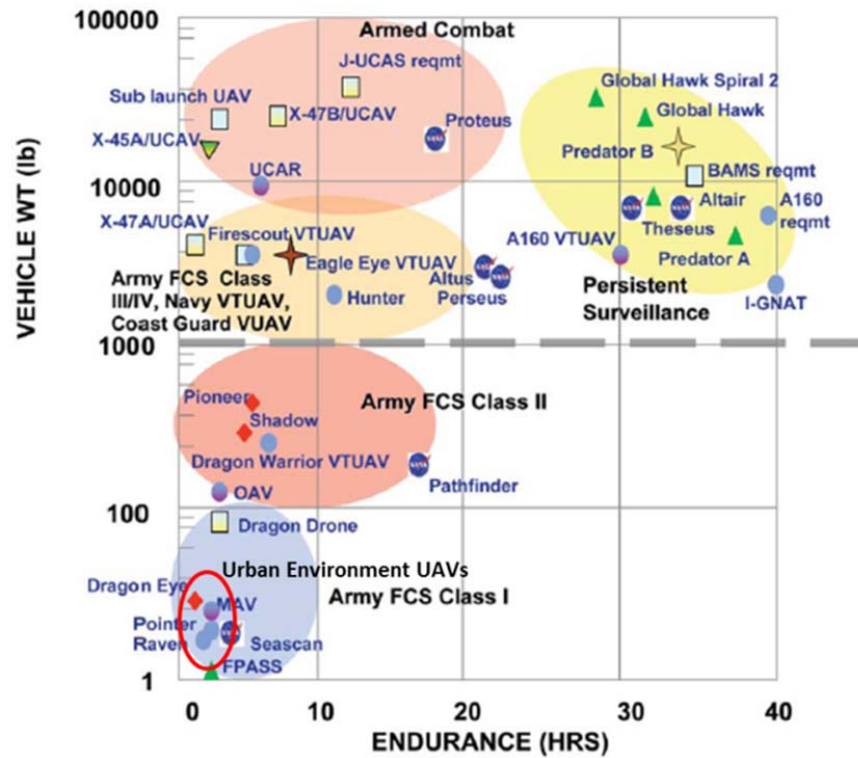 100000
Armed Combat
J-UCAS reqmt
Global Hawk Spiral 2
Sub launch UAV
X-47B/UCAV
Global Hawk
X-45A/UCAV
Proteus
Predator B
UCAR
BAMS reqmt
10000
Altair
A160
reqmt
Theseus
X-47A/UCAV
Firescout VTUAV
A160 VTUAV
Eagle Eye VTUAV
Altus
Predator A
Army FCS Class
III/IV, Navy VTUAV,
Coast Guard VUAV
Hunter
Perseus
Persistent
Surveillance
I-GNAT
1000
Pioneer
Army FCS Class II
Shadow
Dragon Warrior VTUAV
Pathfinder
OAV
100
Dragon Drone
Urban Environment UAVs
Dragon Eye
Army FCS Class I
MAV
Pointer
Raven
Seascan
FPASS
1
0 10 20 30 40
ENDURANCE (HRS)
VEHICLE WT (lb)